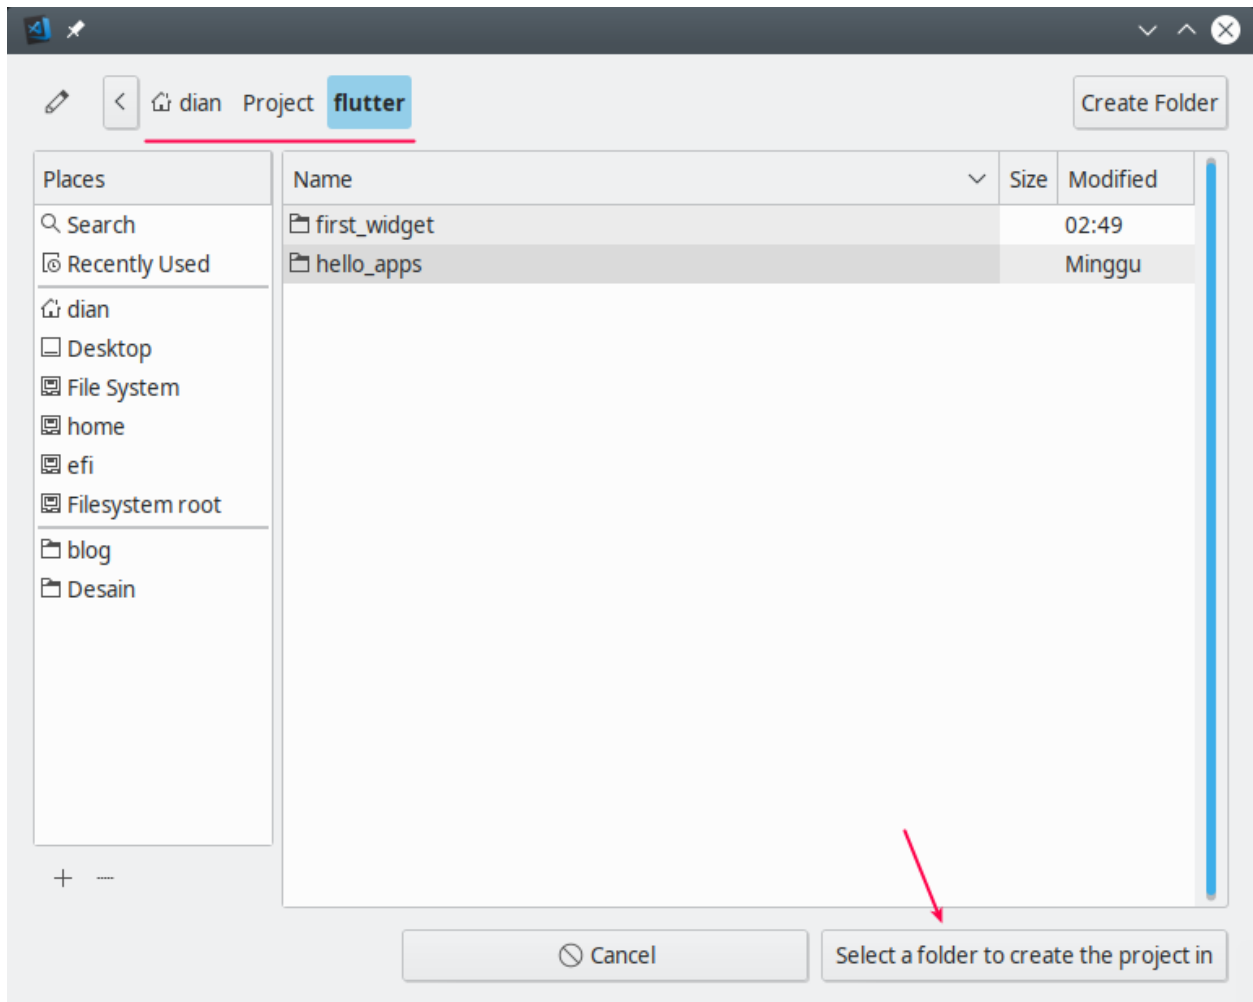 dian Project flutter Create Folder
Places
Search
Recently Used
dian
Desktop
File System
home
efi
Filesystem root
blog
Desain
Name Size Modified
first_widget 02:49
hello_apps Minggu
Cancel Select a folder to create the project in